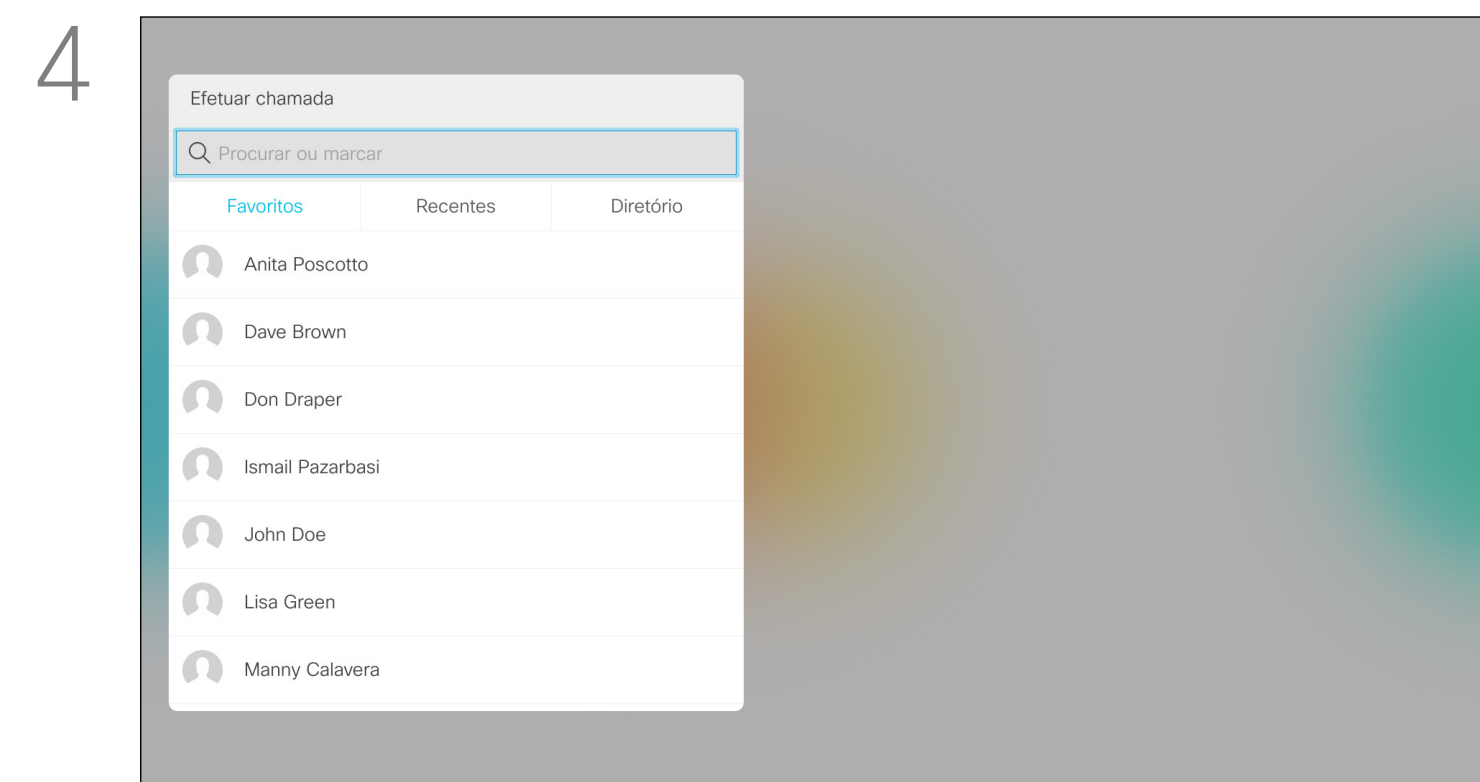 4
Efetuar chamada
Procurar ou marcar
Favoritos Recentes Diretório
Anita Poscotto
Dave Brown
Don Draper
Ismail Pazarbasi
John Doe
Lisa Green
Manny Calavera